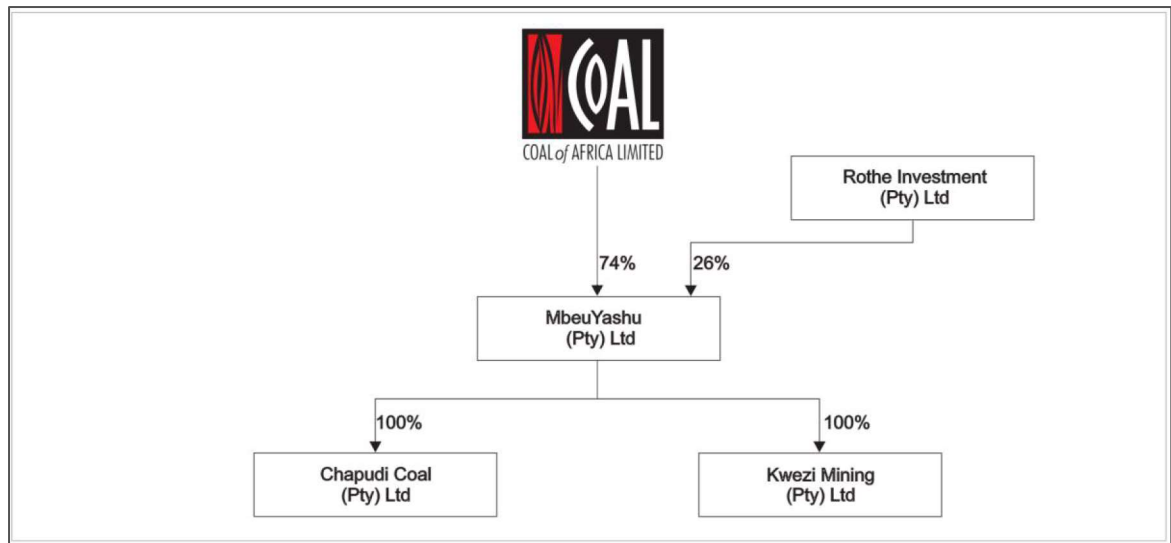 COAL
COAL of AFRICA LIMITED
Rothe Investment
(Pty) Ltd
74%
26%
MbeuYashu
(Pty) Ltd
100%
100%
Chapudi Coal
(Pty) Ltd
Kwezi Mining
(Pty) Ltd